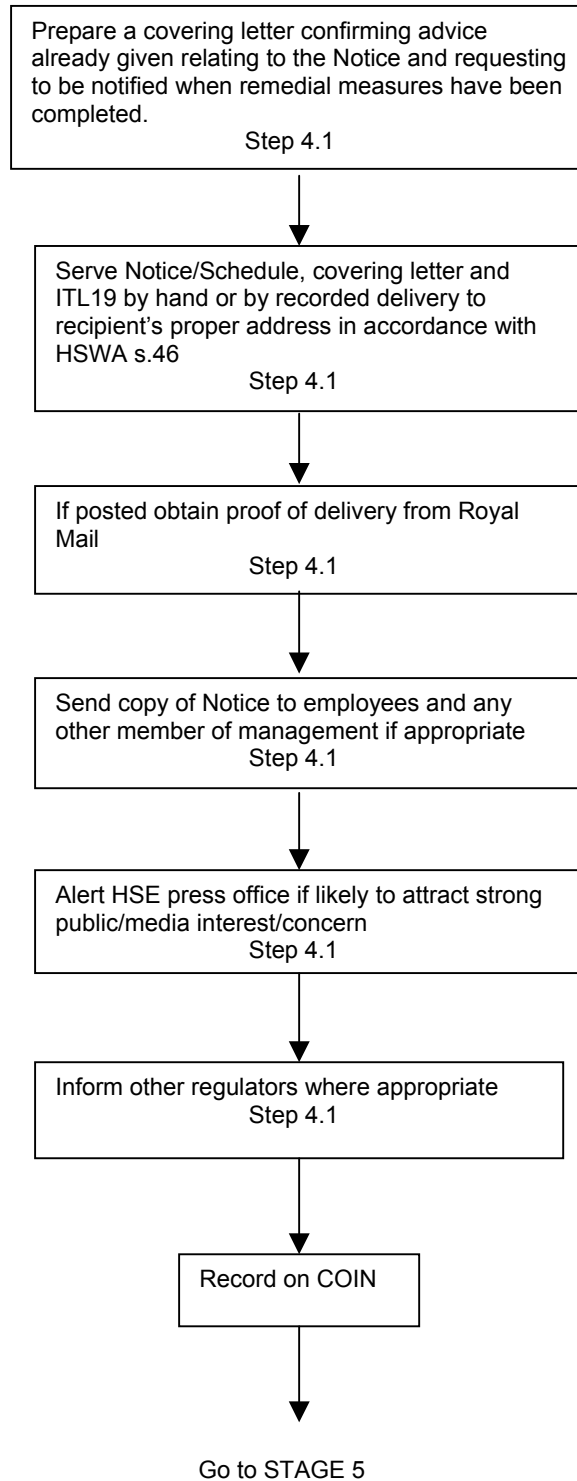 Prepare a covering letter confirming advice
already given relating to the Notice and requesting
to be notified when remedial measures have been
completed.
Step 4.1
Serve Notice/Schedule, covering letter and
ITL19 by hand or by recorded delivery to
recipient's proper address in accordance with
HSWA s.46
Step 4.1
If posted obtain proof of delivery from Royal
Mail
Step 4.1
Send copy of Notice to employees and any
other member of management if appropriate
Step 4.1
Alert HSE press office if likely to attract strong
public/media interest/concern
Step 4.1
Inform other regulators where appropriate
Step 4.1
Record on COIN
Go to STAGE 5